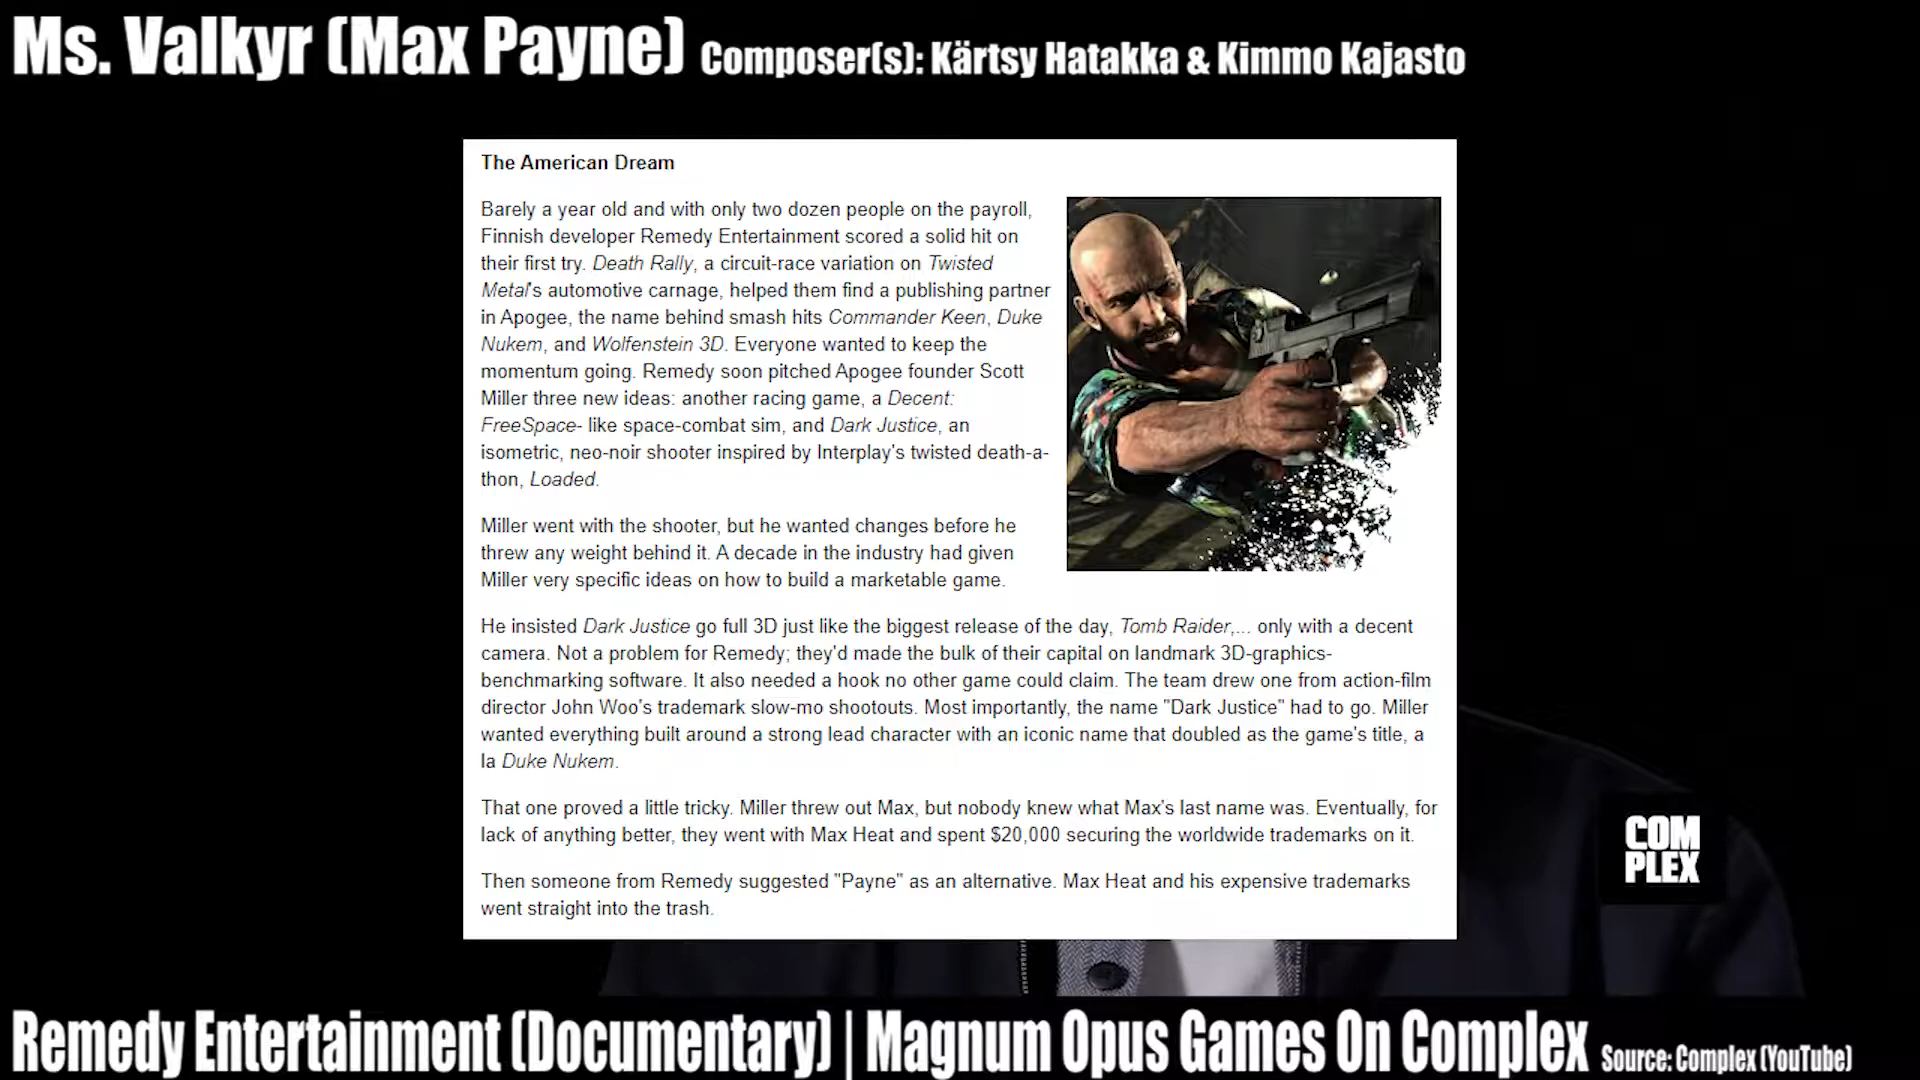 Ms. Valkyr (Max Payne) Composer(s): Kärtsy Hatakka & Kimmo Kajasto
The American Dream
Barely a year old and with only two dozen people on the payroll,
Finnish developer Remedy Entertainment scored a solid hit on
their first try. Death Rally, a circuit-race variation on Twisted
Metal's automotive carnage, helped them find a publishing partner
in Apogee, the name behind smash hits Commander Keen, Duke
Nukem, and Wolfenstein 3D. Everyone wanted to keep the
momentum going. Remedy soon pitched Apogee founder Scott
Miller three new ideas: another racing game, a Decent:
FreeSpace- like space-combat sim, and Dark Justice, an
isometric, neo-noir shooter inspired by Interplay's twisted death-a-
thon, Loaded.
Miller went with the shooter, but he wanted changes before he
threw any weight behind it. A decade in the industry had given
Miller very specific ideas on how to build a marketable game.
He insisted Dark Justice go full 3D just like the biggest release of the day, Tomb Raider,... only with a decent
camera. Not a problem for Remedy; they'd made the bulk of their capital on landmark 3D-graphics-
benchmarking software. It also needed a hook no other game could claim. The team drew one from action-film
director John Woo's trademark slow-mo shootouts. Most importantly, the name "Dark Justice" had to go. Miller
wanted everything built around a strong lead character with an iconic name that doubled as the game's title, a
la Duke Nukem.
That one proved a little tricky. Miller threw out Max, but nobody knew what Max's last name was. Eventually, for
lack of anything better, they went with Max Heat and spent $20,000 securing the worldwide trademarks on it.
Then someone from Remedy suggested "Payne" as an alternative. Max Heat and his expensive trademarks
went straight into the trash.
COM
PLEX
Remedy Entertainment (Documentary) | Magnum Opus Games On Complex Source: Complex (YouTube)